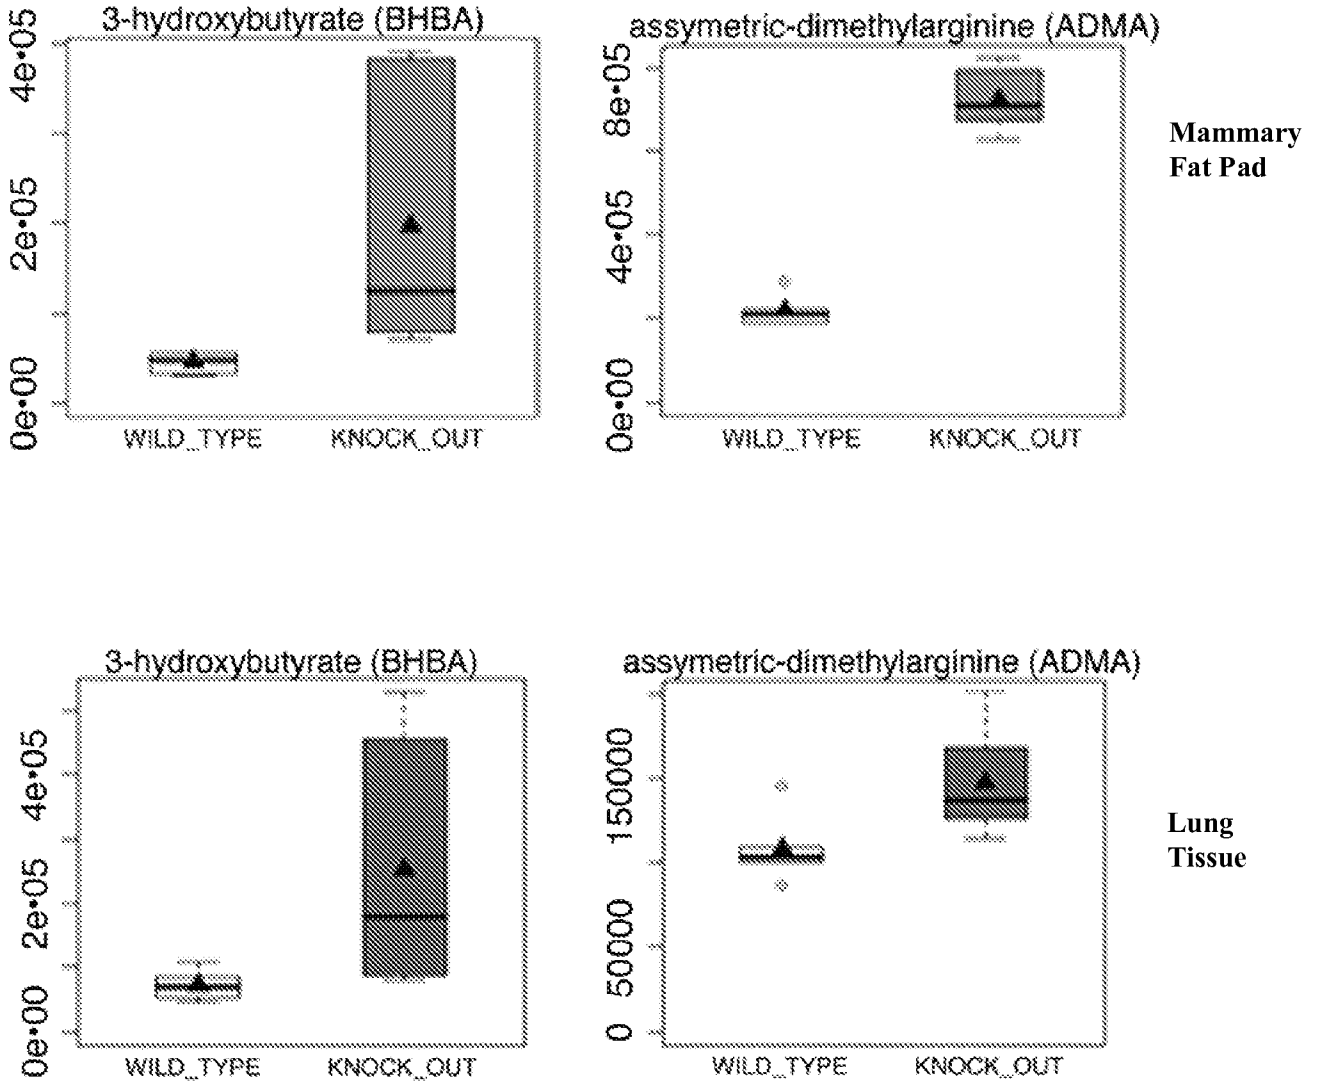 3-hydroxybutyrate (BHBA)
4e•05
2e•05
0e•00
WILD_TYPE
KNOCK_OUT
assymetric-dimethylarginine (ADMA)
8e•05
4e•05
0e•00
WILD_TYPE
KNOCK_OUT
Mammary
Fat Pad
3-hydroxybutyrate (BHBA)
4e•05
2e•05
0e•00
WILD_TYPE
KNOCK_OUT
assymetric-dimethylarginine (ADMA)
150000
50000
0
WILD_TYPE
KNOCK_OUT
Lung
Tissue